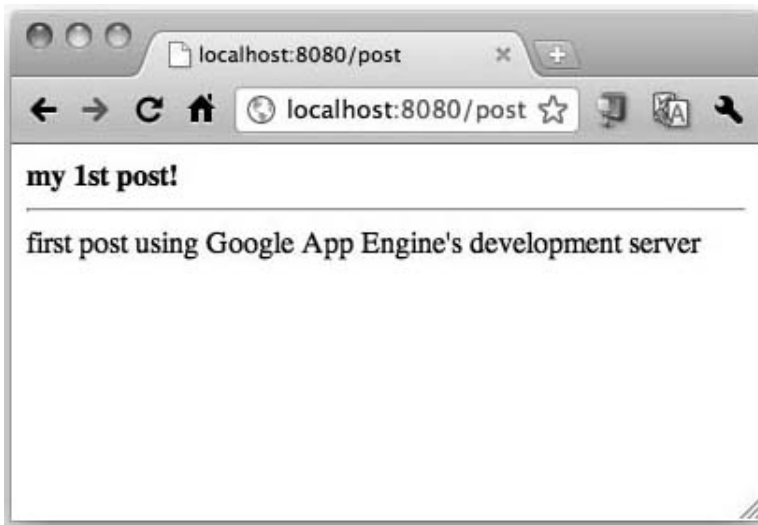 localhost:8080/post
localhost:8080/post
my 1st post!
first post using Google App Engine's development server